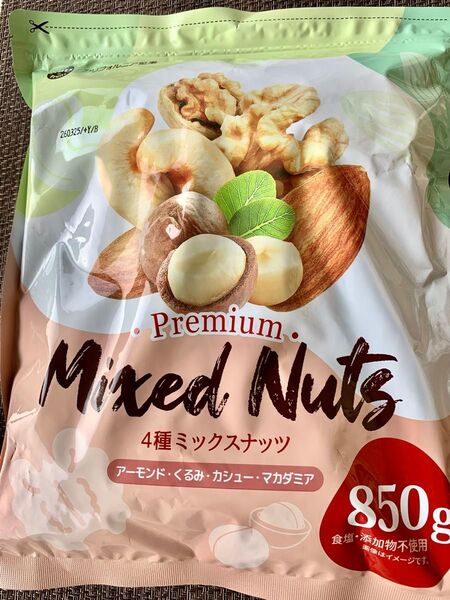 260325/+Y/B
Premium
Mixed Nuts
4種ミックスナッツ
アーモンド・くるみ・カシュー・マカダミア
850g
食塩・添加物不使用
画像はイメージです。